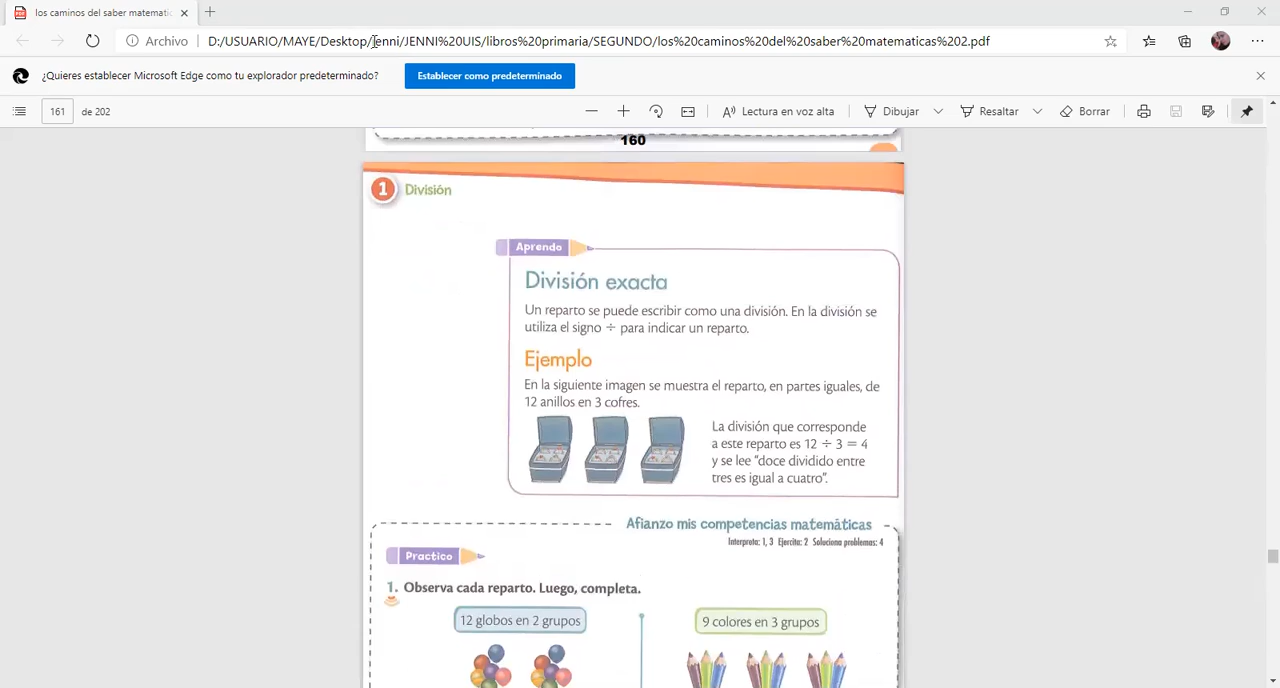 los caminos del saber matemati
Archivo D:/USUARIO/MAYE/Desktop/Jenni/JENNI%20UIS/libros%20primaria/SEGUNDO/los%20caminos%20del%20saber%20matematicas%202.pdf
¿Quieres establecer Microsoft Edge como tu explorador predeterminado? Establecer como predeterminado
161 de 202 Lectura en voz alta Dibujar Resaltar Borrar
160
1 División
Aprendo
División exacta
Un reparto se puede escribir como una división. En la división se
utiliza el signo ÷ para indicar un reparto.
Ejemplo
En la siguiente imagen se muestra el reparto, en partes iguales, de
12 anillos en 3 cofres.
La división que corresponde
a este reparto es 12 ÷ 3 = 4
y se lee “doce dividido entre
tres es igual a cuatro”.
Afianzo mis competencias matemáticas
Interpreta: 1, 3 Ejercita: 2 Soluciona problemas: 4
Practico
1. Observa cada reparto. Luego, completa.
12 globos en 2 grupos
9 colores en 3 grupos